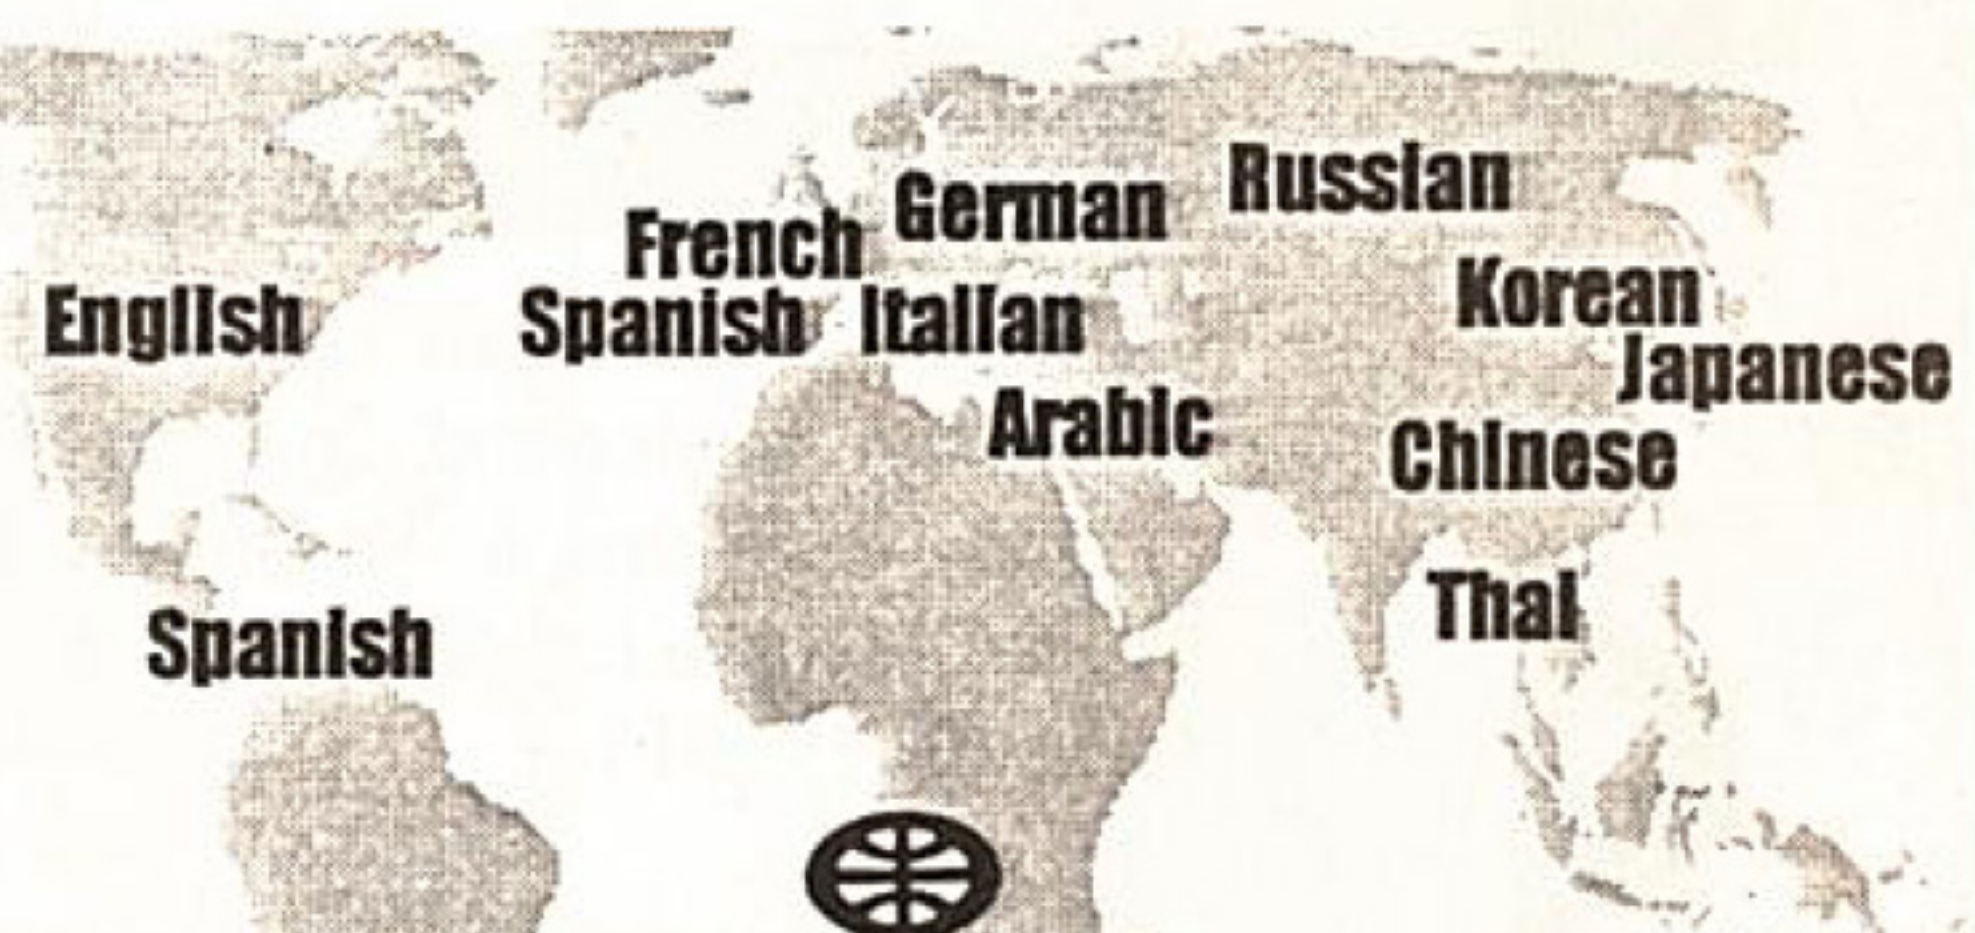 Russian
German
French
Korean
English
Spanish
Italian
Japanese
Arabic
Chinese
Thai
Spanish